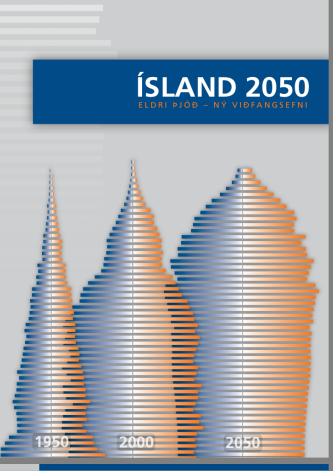 ÍSLAND 2050
ELDRI ÞJÓÐ – NÝ VIÐFANGSEFNI
1950
2000
2050